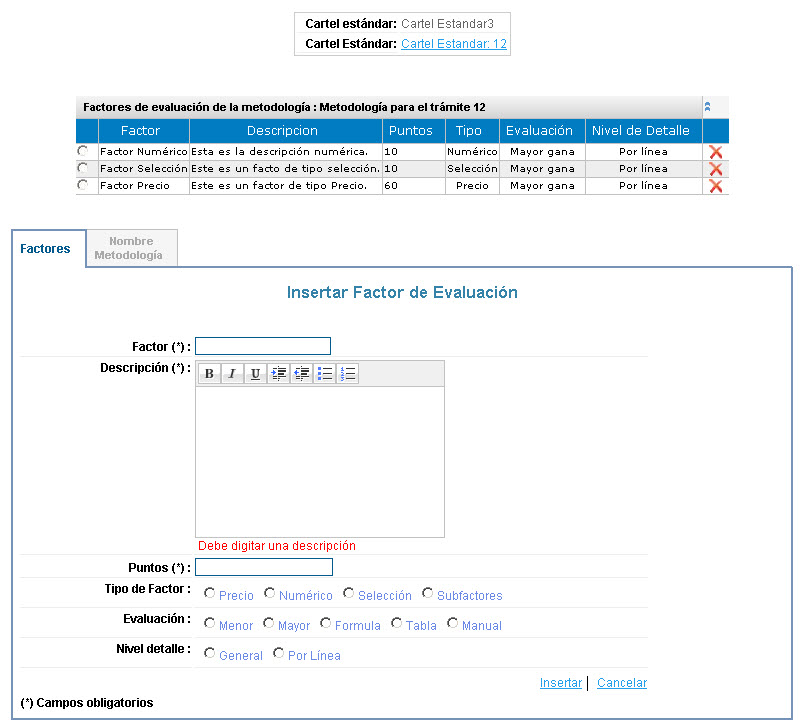 Cartel estándar: Cartel Estandar3
Cartel Estándar: Cartel Estandar: 12
Factores de evaluación de la metodología : Metodología para el trámite 12
Factor Descripcion Puntos Tipo Evaluación Nivel de Detalle
Factor Numérico Esta es la descripción numérica. 10 Numérico Mayor gana Por línea
Factor Selección Este es un facto de tipo selección. 10 Selección Mayor gana Por línea
Factor Precio Este es un factor de tipo Precio. 60 Precio Mayor gana Por línea
Factores
Nombre
Metodología
Insertar Factor de Evaluación
Factor (*) :
Descripción (*) :
B I U
Debe digitar una descripción
Puntos (*) :
Tipo de Factor : Precio Numérico Selección Subfactores
Evaluación : Menor Mayor Formula Tabla Manual
Nivel detalle : General Por Línea
Insertar | Cancelar
(*) Campos obligatorios